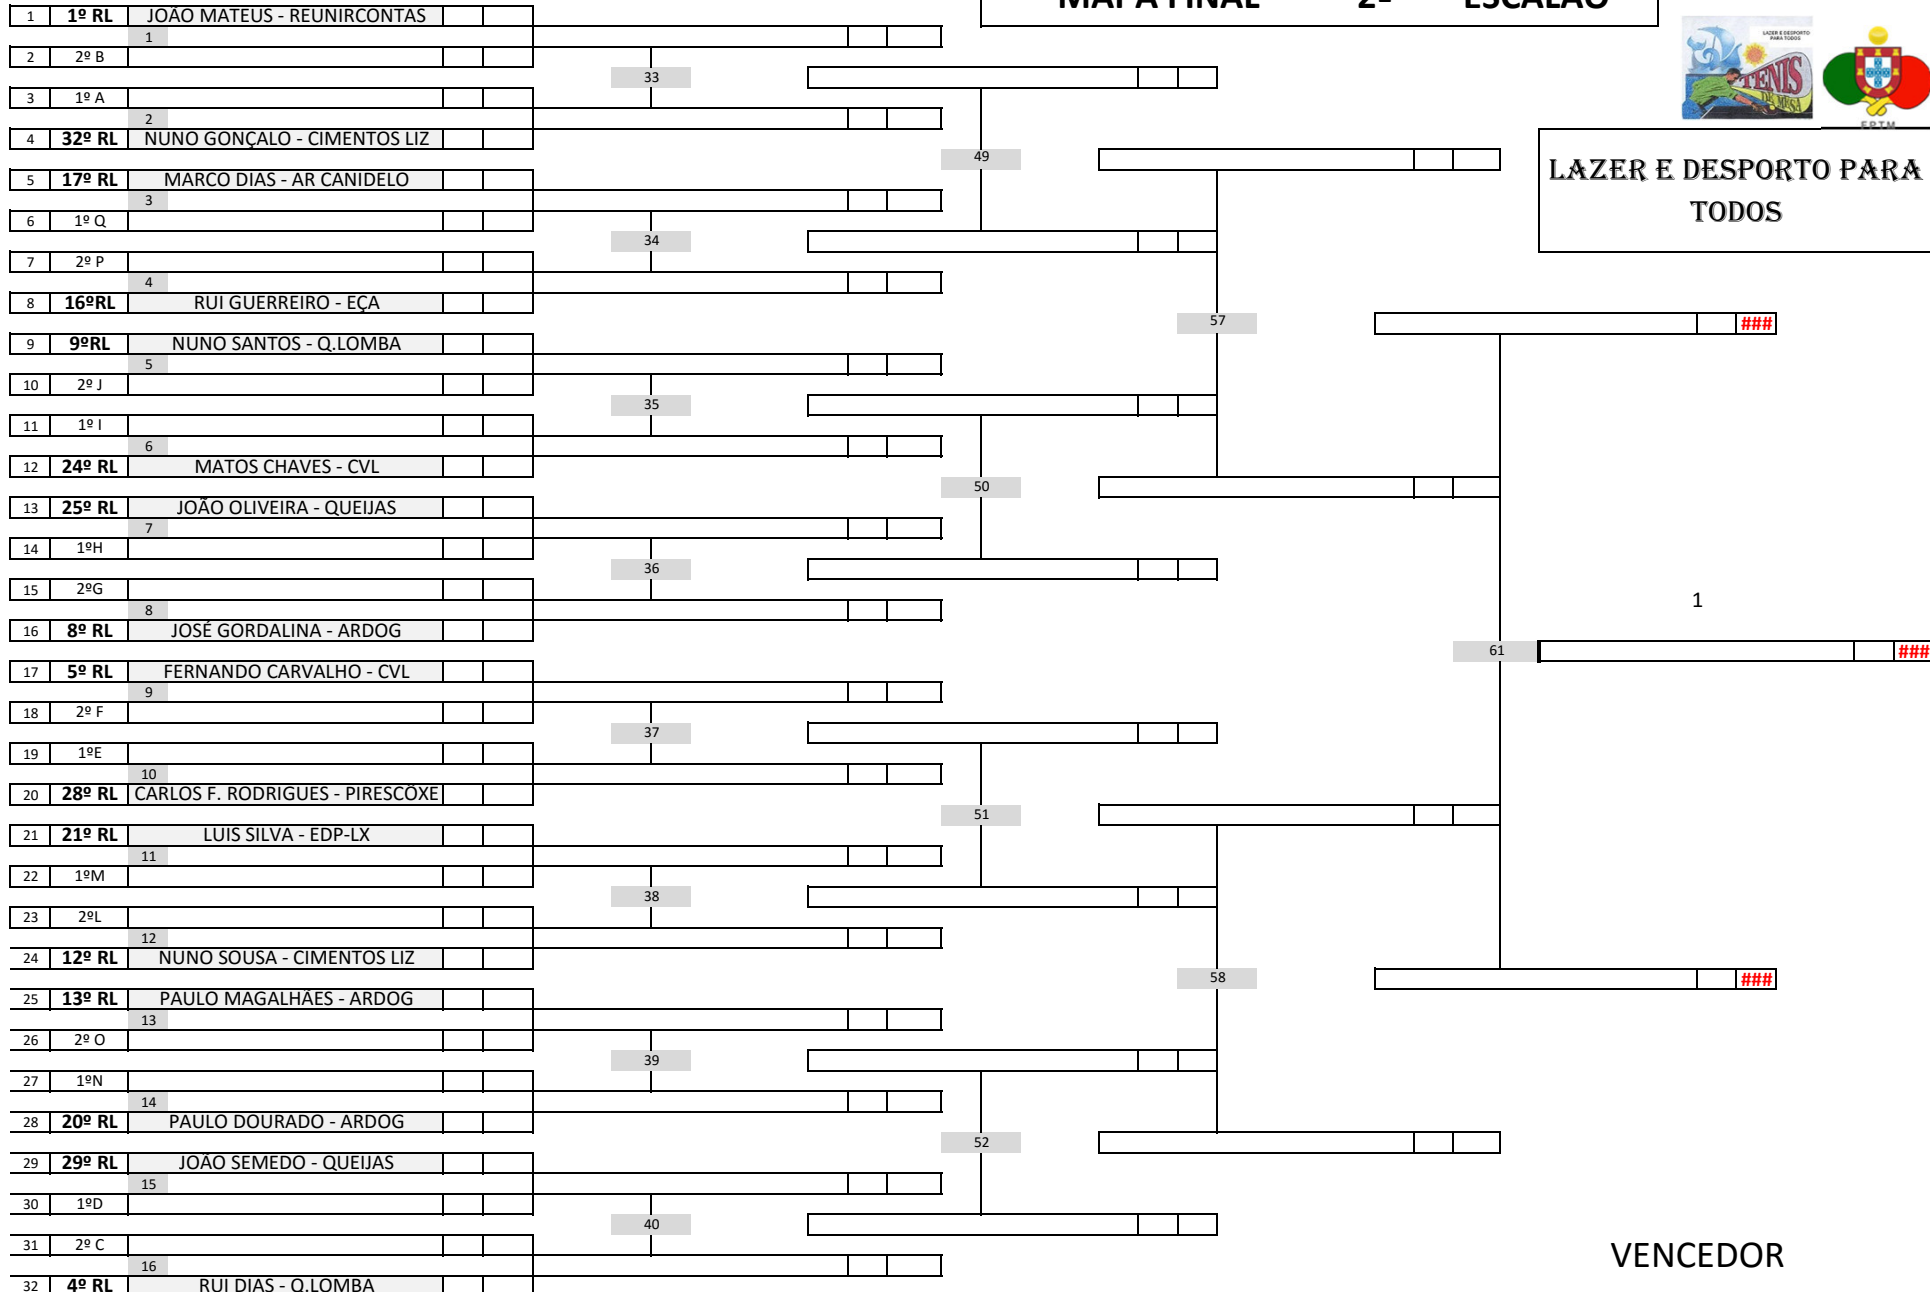 MAPA FINAL 2º ESCALÃO
1 1º RL JOÃO MATEUS - REUNIRCONTAS
1
2 2º B
33
3 1º A
2
4 32º RL NUNO GONÇALO - CIMENTOS LIZ
49
5 17º RL MARCO DIAS - AR CANIDELO
3
6 1º Q
34
7 2º P
4
8 16ºRL RUI GUERREIRO - EÇA
57
###
9 9ºRL NUNO SANTOS - Q.LOMBA
5
10 2º J
35
11 1º I
6
12 24º RL MATOS CHAVES - CVL
50
13 25º RL JOÃO OLIVEIRA - QUEIJAS
7
14 1ºH
36
15 2ºG
8
1
16 8º RL JOSÉ GORDALINA - ARDOG
61
###
17 5º RL FERNANDO CARVALHO - CVL
9
18 2º F
37
19 1ºE
10
20 28º RL CARLOS F. RODRIGUES - PIRESCÔXE
51
21 21º RL LUIS SILVA - EDP-LX
11
22 1ºM
38
23 2ºL
12
24 12º RL NUNO SOUSA - CIMENTOS LIZ
58
###
25 13º RL PAULO MAGALHÃES - ARDOG
13
26 2º O
39
27 1ºN
14
28 20º RL PAULO DOURADO - ARDOG
52
29 29º RL JOÃO SEMEDO - QUEIJAS
15
30 1ºD
40
31 2º C
16
32 4º RL RUI DIAS - Q.LOMBA
LAZER E DESPORTO
PARA TODOS
TENIS
DE MESA
FPTM
LAZER E DESPORTO PARA
TODOS
VENCEDOR